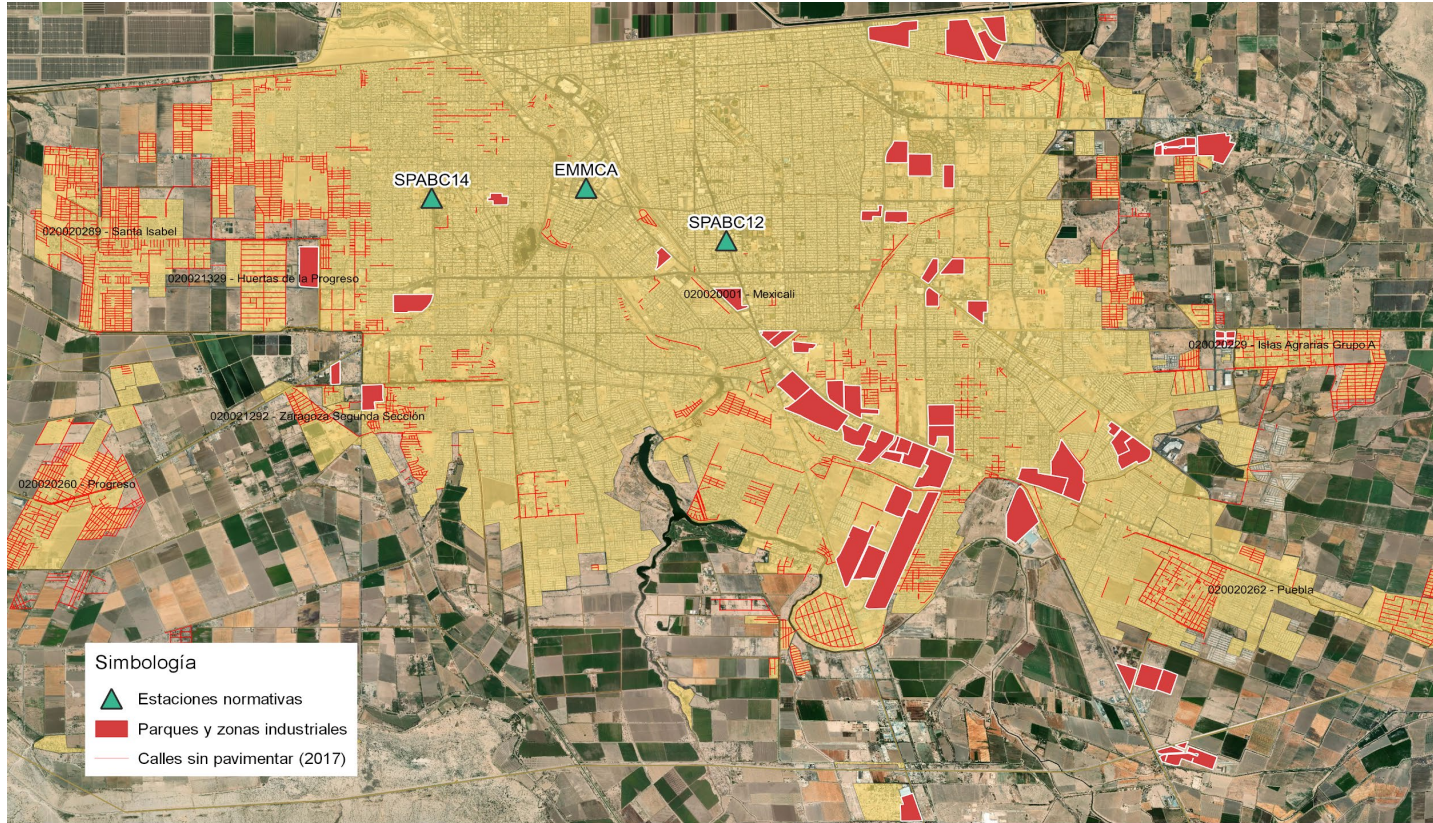 SPABC14
EMMCA
SPABC12
020020289 - Santa Isabel
020021329 - Huertas de la Progreso
020020001 - Mexicali
020020229 - Islas Agrarias Grupo A
020021292 - Zaragoza Segunda Sección
020020260 - Progreso
020020262 - Puebla
Simbología
Estaciones normativas
Parques y zonas industriales
Calles sin pavimentar (2017)